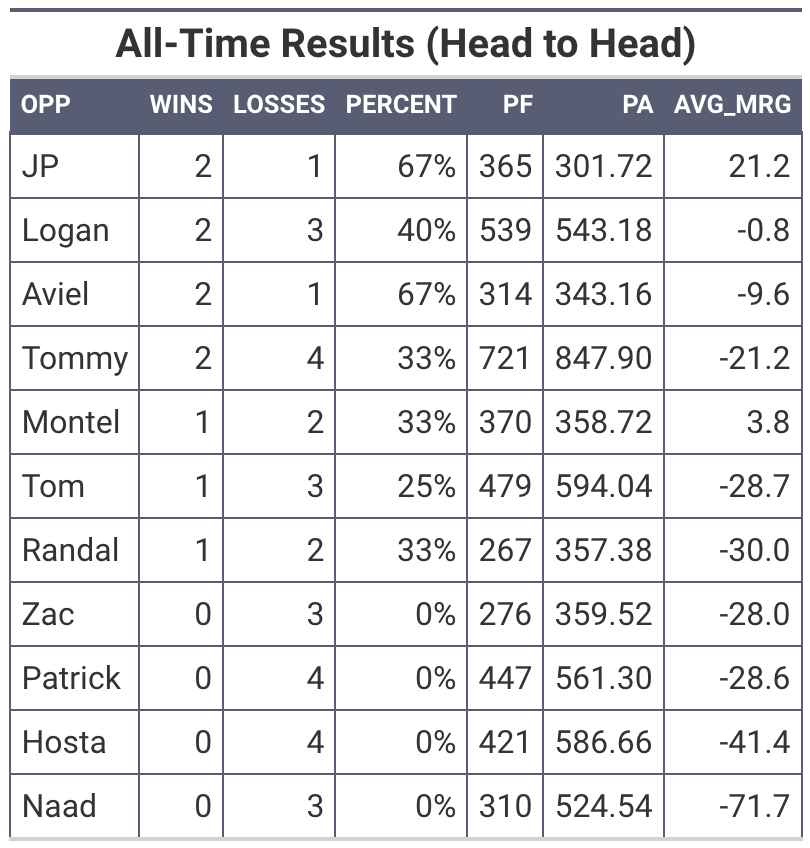 All-Time Results (Head to Head)
OPP WINS LOSSES PERCENT PF PA AVG_MRG
JP 2 1 67% 365 301.72 21.2
Logan 2 3 40% 539 543.18 -0.8
Aviel 2 1 67% 314 343.16 -9.6
Tommy 2 4 33% 721 847.90 -21.2
Montel 1 2 33% 370 358.72 3.8
Tom 1 3 25% 479 594.04 -28.7
Randal 1 2 33% 267 357.38 -30.0
Zac 0 3 0% 276 359.52 -28.0
Patrick 0 4 0% 447 561.30 -28.6
Hosta 0 4 0% 421 586.66 -41.4
Naad 0 3 0% 310 524.54 -71.7